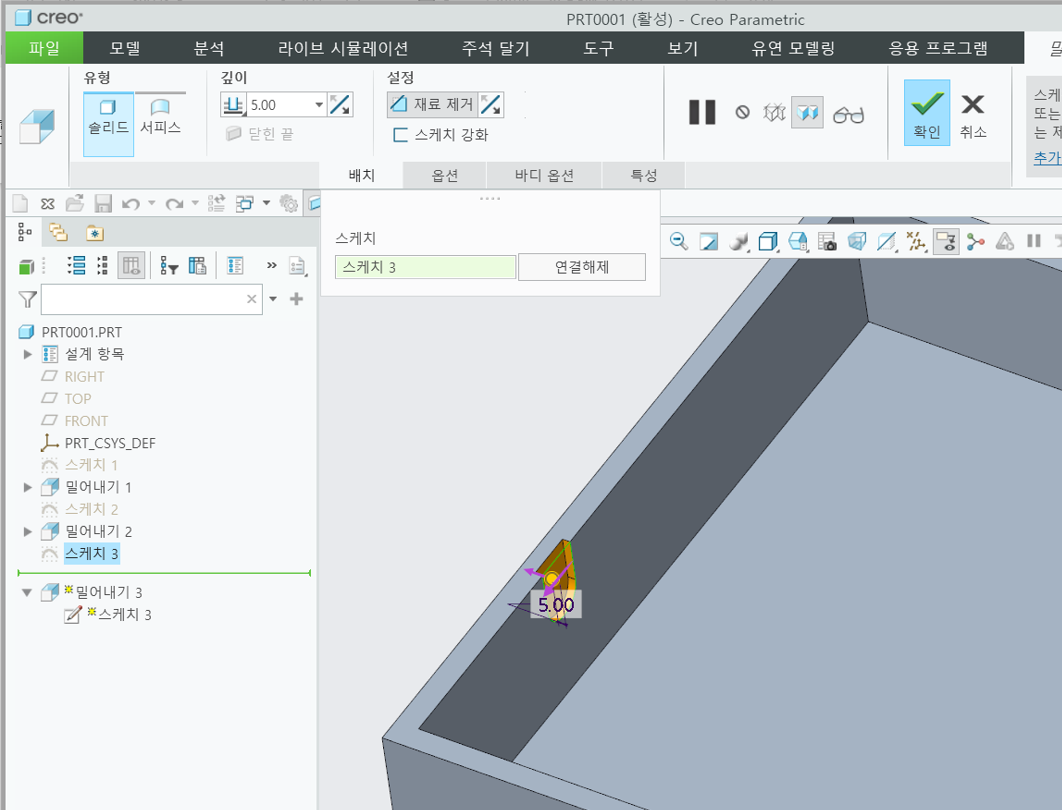 creo°
PRT0001 (활성) - Creo Parametric
파일 모델 분석 라이브 시뮬레이션 주석 달기 도구 보기 유연 모델링 응용 프로그램
유형 깊이 설정
솔리드 서피스
5.00
닫힌 끝
재료 제거
스케치 강화
확인 취소
스케
또는
는 제
추가
배치 옵션 바디 옵션 특성
스케치
스케치 3 연결해제
PRT0001.PRT
설계 항목
RIGHT
TOP
FRONT
PRT_CSYS_DEF
스케치 1
밀어내기 1
스케치 2
밀어내기 2
스케치 3
밀어내기 3
스케치 3
5.00